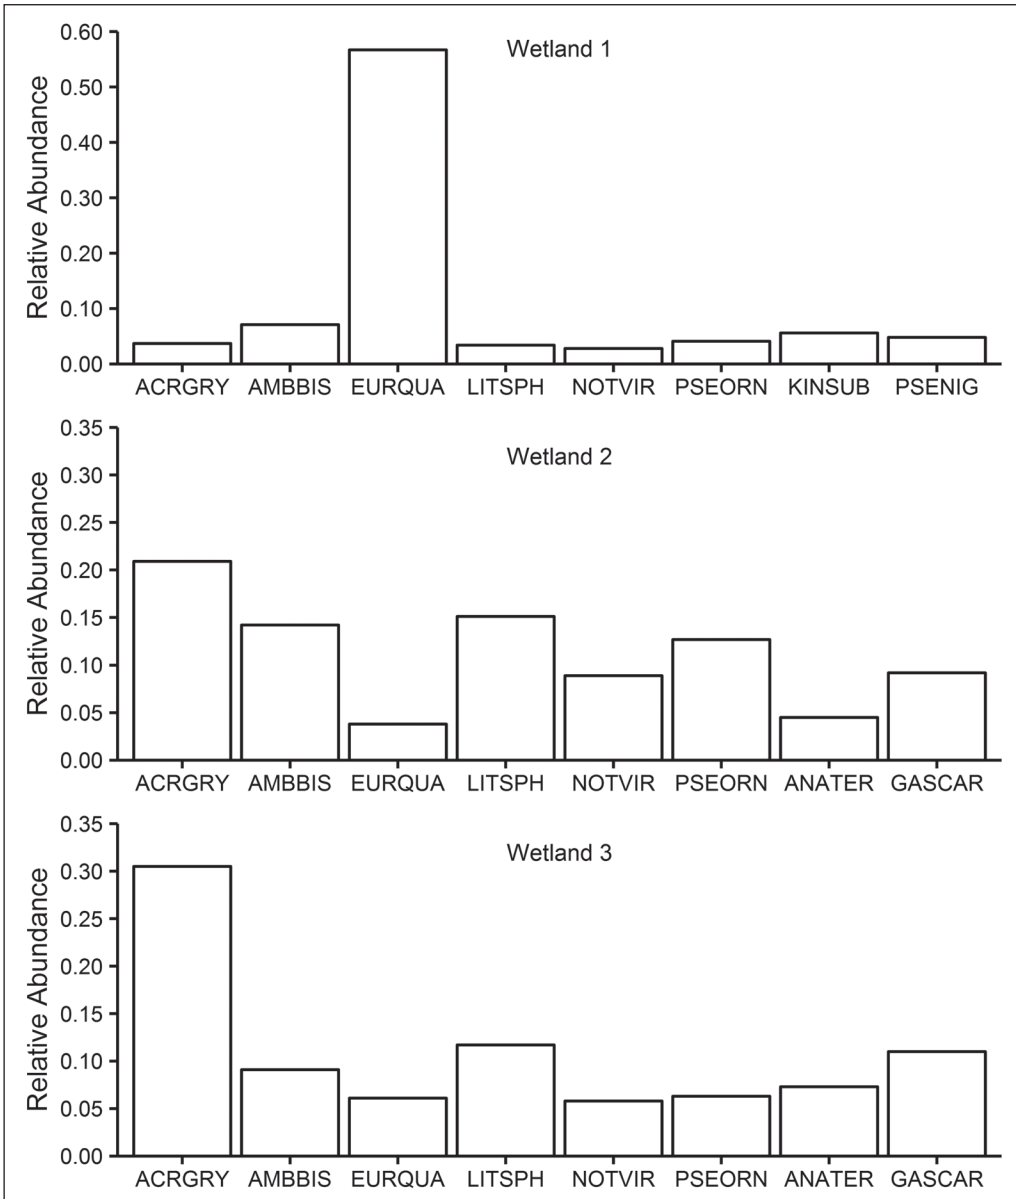 Wetland 1
Relative Abundance
0.60
0.50
0.40
0.30
0.20
0.10
0.00
ACRGRY AMBBIS EURQUA LITSPH NOTVIR PSEORN KINSUB PSENIG
Wetland 2
Relative Abundance
0.35
0.30
0.25
0.20
0.15
0.10
0.05
0.00
ACRGRY AMBBIS EURQUA LITSPH NOTVIR PSEORN ANATER GASCAR
Wetland 3
Relative Abundance
0.35
0.30
0.25
0.20
0.15
0.10
0.05
0.00
ACRGRY AMBBIS EURQUA LITSPH NOTVIR PSEORN ANATER GASCAR